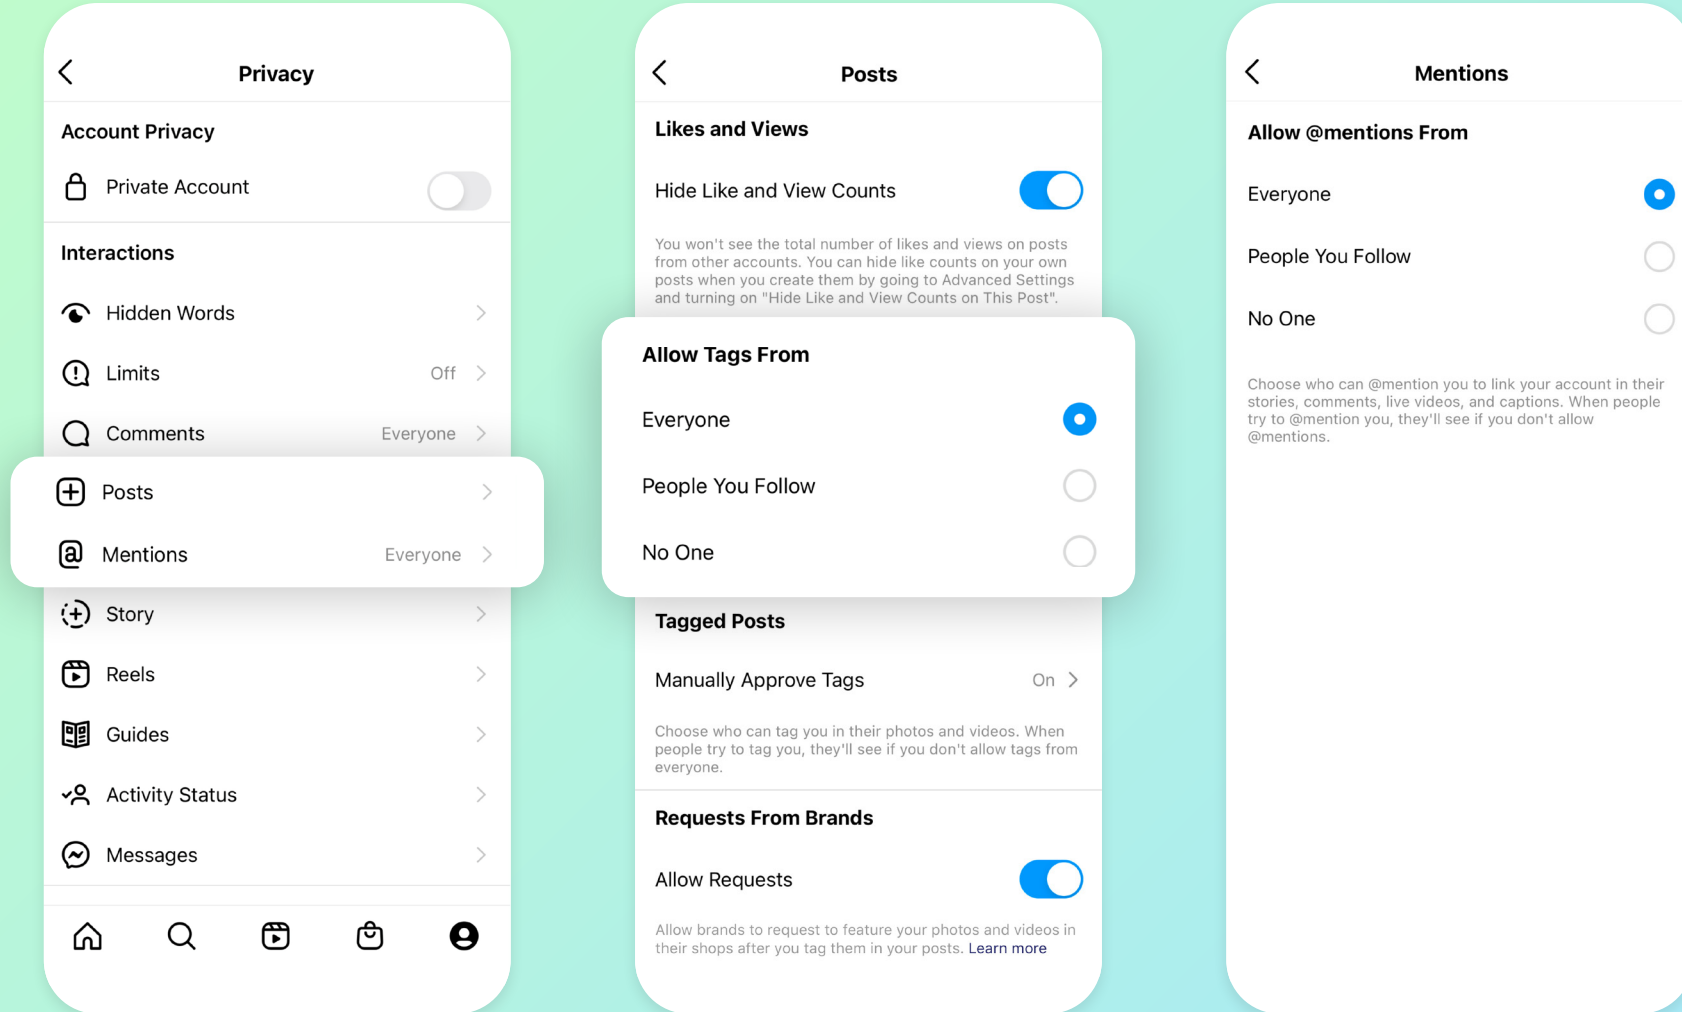 Privacy
Account Privacy
Private Account
Interactions
Hidden Words
Limits Off
Comments Everyone
Posts
Mentions Everyone
Story
Reels
Guides
Activity Status
Messages
Posts
Likes and Views
Hide Like and View Counts
You won't see the total number of likes and views on posts
from other accounts. You can hide like counts on your own
posts when you create them by going to Advanced Settings
and turning on "Hide Like and View Counts on This Post".
Allow Tags From
Everyone
People You Follow
No One
Tagged Posts
Manually Approve Tags On
Choose who can tag you in their photos and videos. When
people try to tag you, they'll see if you don't allow tags from
everyone.
Requests From Brands
Allow Requests
Allow brands to request to feature your photos and videos in
their shops after you tag them in your posts. Learn more
Mentions
Allow @mentions From
Everyone
People You Follow
No One
Choose who can @mention you to link your account in their
stories, comments, live videos, and captions. When people
try to @mention you, they'll see if you don't allow
@mentions.